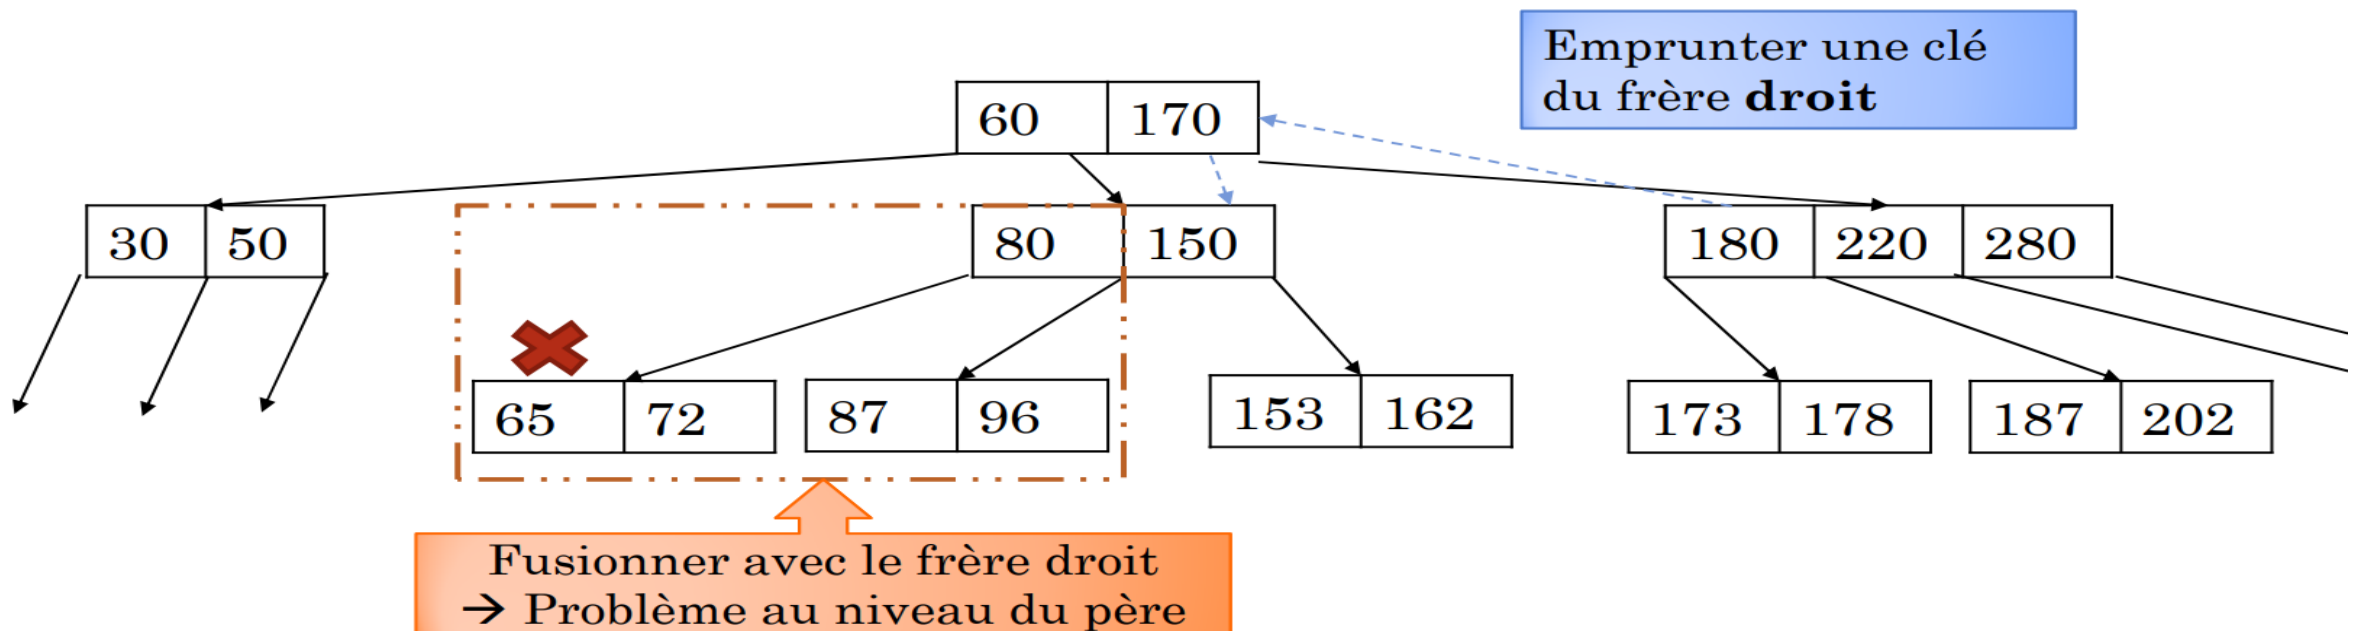 Emprunter une clé
du frère droit
60 170
30 50
80 150
180 220 280
65 72
87 96
153 162
173 178
187 202
Fusionner avec le frère droit
→ Problème au niveau du père